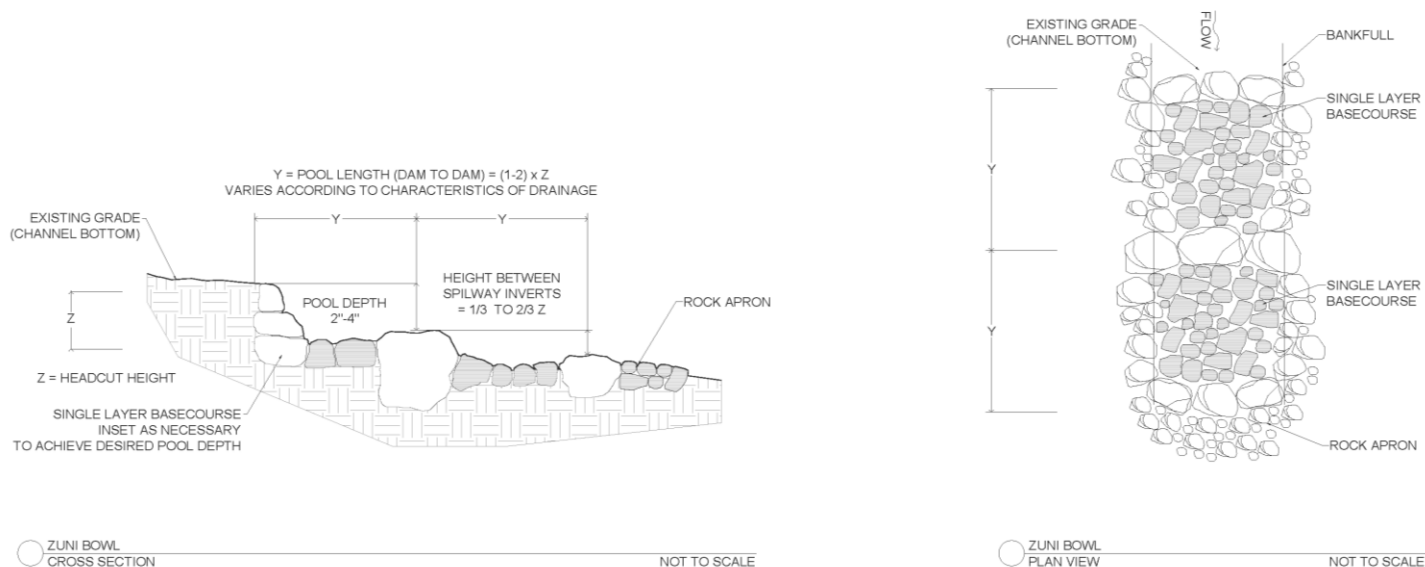 Y = POOL LENGTH (DAM TO DAM) = (1-2) x Z
VARIES ACCORDING TO CHARACTERISTICS OF DRAINAGE
EXISTING GRADE
(CHANNEL BOTTOM)
Y
Y
Z
POOL DEPTH
2"-4"
HEIGHT BETWEEN
SPILWAY INVERTS
= 1/3 TO 2/3 Z
ROCK APRON
Z = HEADCUT HEIGHT
SINGLE LAYER BASECOURSE
INSET AS NECESSARY
TO ACHIEVE DESIRED POOL DEPTH
ZUNI BOWL
CROSS SECTION
NOT TO SCALE
EXISTING GRADE
(CHANNEL BOTTOM)
FLOW
BANKFULL
SINGLE LAYER
BASECOURSE
Y
SINGLE LAYER
BASECOURSE
Y
ROCK APRON
ZUNI BOWL
PLAN VIEW
NOT TO SCALE